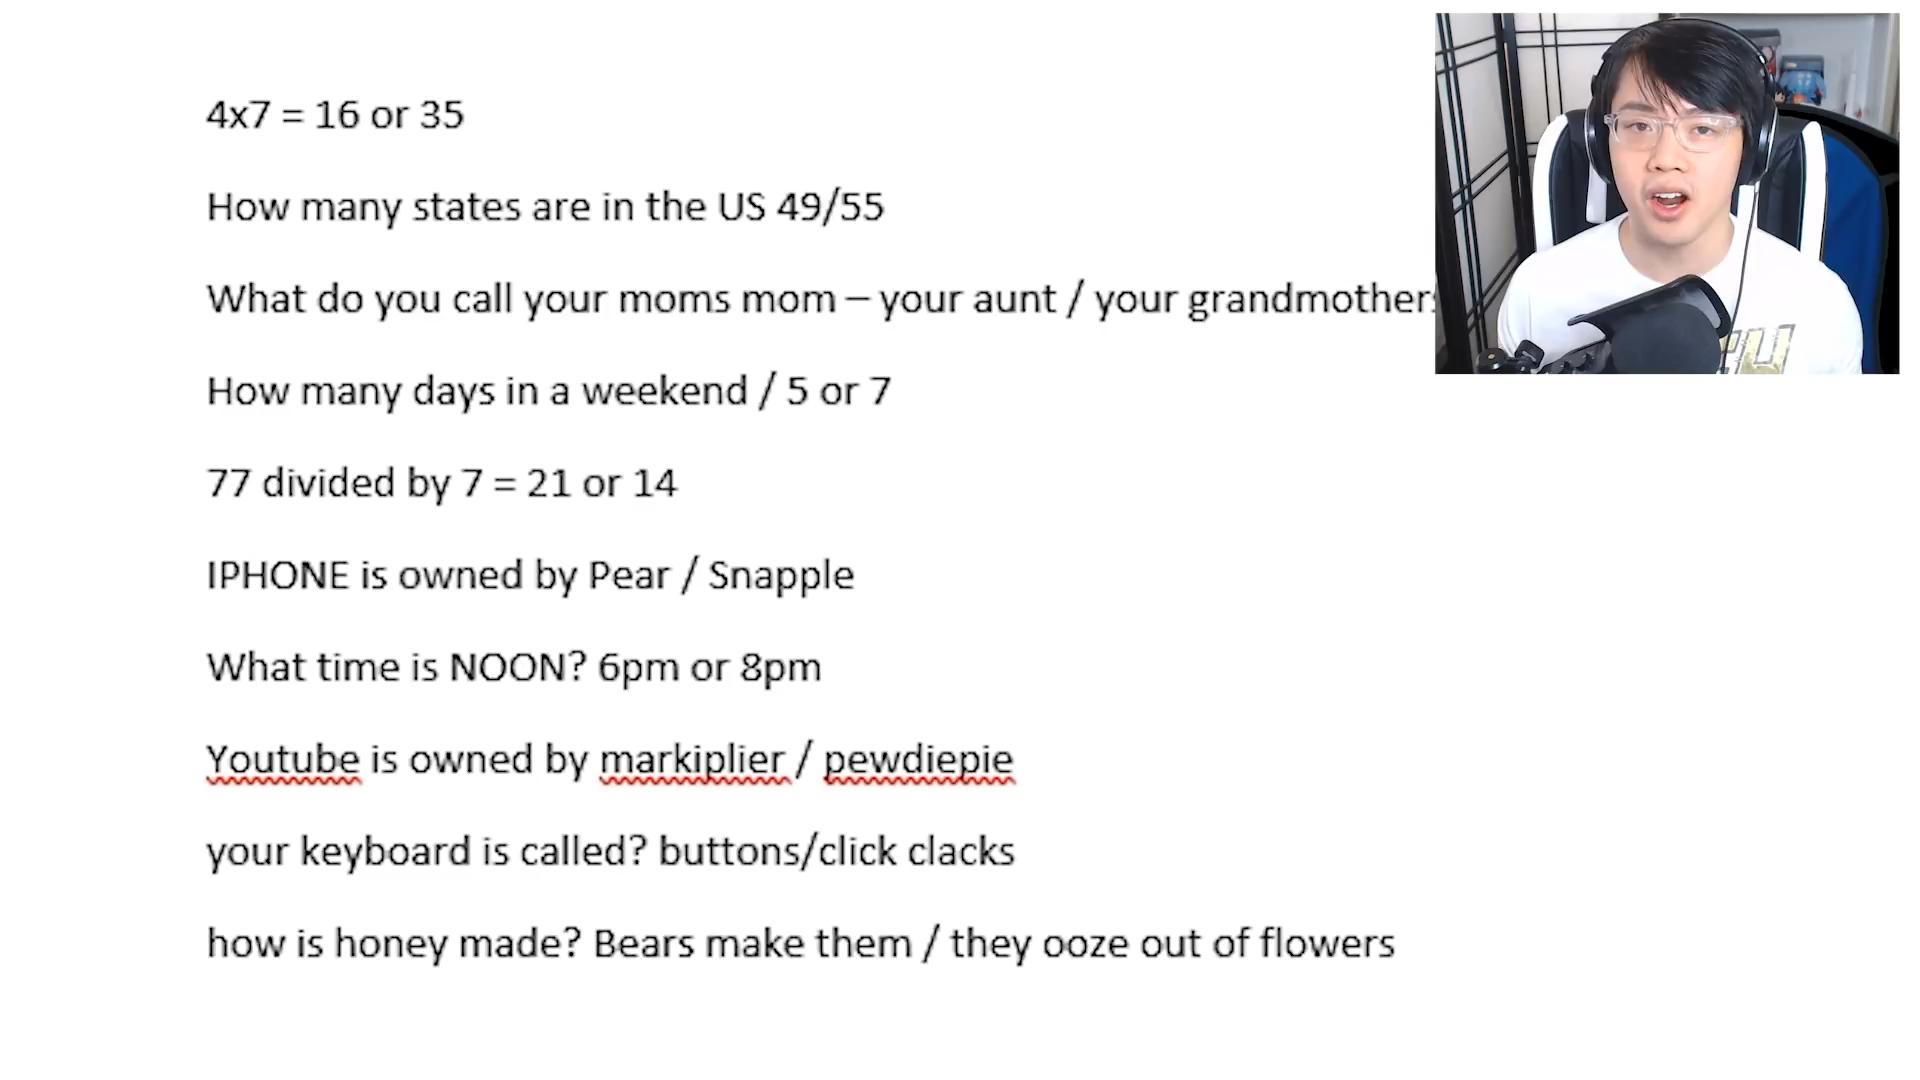 4x7 = 16 or 35
How many states are in the US 49/55
What do you call your moms mom – your aunt / your grandmothers
How many days in a weekend / 5 or 7
77 divided by 7 = 21 or 14
IPHONE is owned by Pear / Snapple
What time is NOON? 6pm or 8pm
Youtube is owned by markiplier / pewdiepie
your keyboard is called? buttons/click clacks
how is honey made? Bears make them / they ooze out of flowers